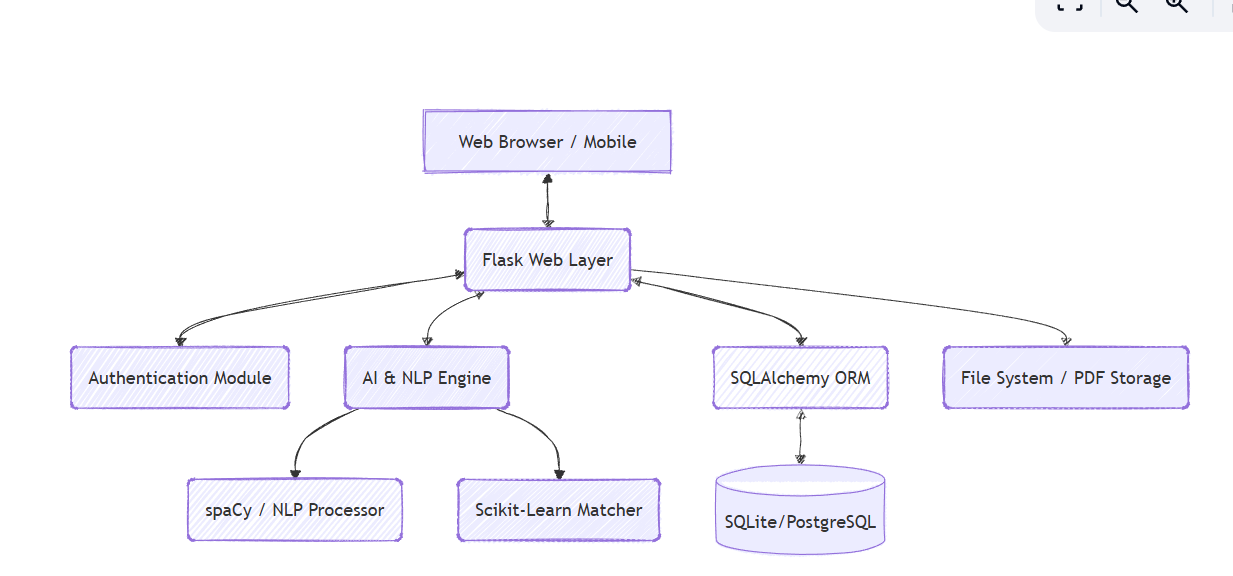 Web Browser / Mobile
Flask Web Layer
Authentication Module
AI & NLP Engine
SQLAlchemy ORM
File System / PDF Storage
spaCy / NLP Processor
Scikit-Learn Matcher
SQLite/PostgreSQL